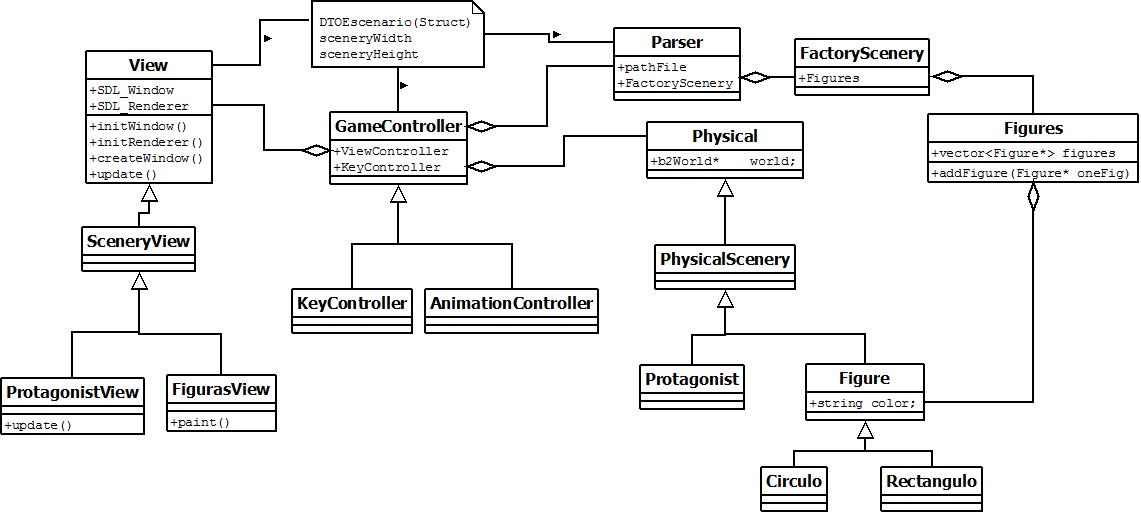 DTOEscenario(Struct)
sceneryWidth
sceneryHeight
View
+SDL_Window
+SDL_Renderer
+initWindow()
+initRenderer()
+createWindow()
+update()
GameController
+ViewController
+KeyController
Parser
+pathFile
+FactoryScenery
FactoryScenery
+Figures
Physical
+b2World* world;
Figures
+vector<Figure*> figures
+addFigure(Figure* oneFig)
SceneryView
PhysicalScenery
KeyController
AnimationController
ProtagonistView
+update()
FigurasView
+paint()
Protagonist
Figure
+string color;
Circulo
Rectangulo